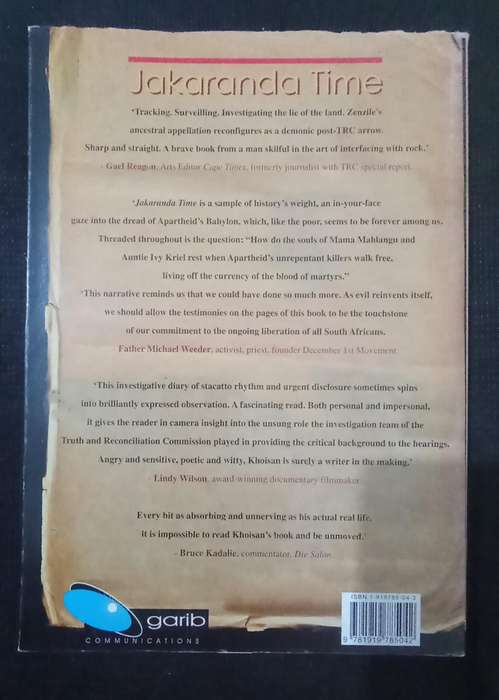 Jakaranda Time
'Tracking. Surveilling. Investigating the lie of the land. Zenzile's
ancestral appellation reconfigures as a demonic post-TRC arrow.
Sharp and straight. A brave book from a man skilful in the art of interfacing with rock.'
- Gael Reagon, Arts Editor Cape Times, formerly journalist with TRC special report.
'Jakaranda Time is a sample of history's weight, an in-your-face
gaze into the dread of Apartheid's Babylon, which, like the poor, seems to be forever among us.
Threaded throughout is the question: "How do the souls of Mama Mahlangu and
Auntie Ivy Kriel rest when Apartheid's unrepentant killers walk free,
living off the currency of the blood of martyrs."
'This narrative reminds us that we could have done so much more. As evil reinvents itself,
we should allow the testimonies on the pages of this book to be the touchstone
of our commitment to the ongoing liberation of all South Africans.
Father Michael Weeder, activist, priest, founder December 1st Movement
'This investigative diary of stacatto rhythm and urgent disclosure sometimes spins
into brilliantly expressed observation. A fascinating read. Both personal and impersonal,
it gives the reader in camera insight into the unsung role the investigation team of the
Truth and Reconciliation Commission played in providing the critical background to the hearings.
Angry and sensitive, poetic and witty, Khoisan is surely a writer in the making.'
- Lindy Wilson, award-winning documentary filmmaker
Every bit as absorbing and unnerving as his actual real life,
it is impossible to read Khoisan's book and be unmoved.'
- Bruce Kadalie, commentator, Die Salon.
garib
COMMUNICATIONS
ISBN 1-919785-04-3
9 781919 785042